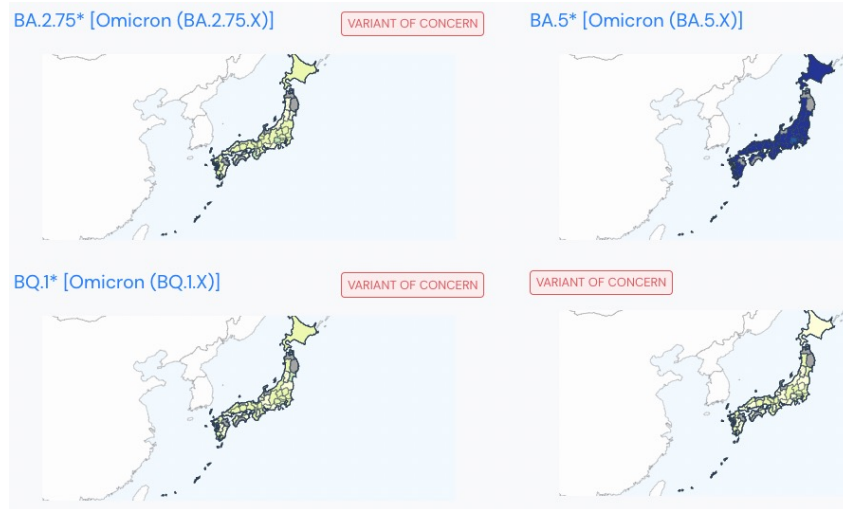 BA.2.75* [Omicron (BA.2.75.X)]
VARIANT OF CONCERN
BA.5* [Omicron (BA.5.X)]
BQ.1* [Omicron (BQ.1.X)]
VARIANT OF CONCERN
VARIANT OF CONCERN